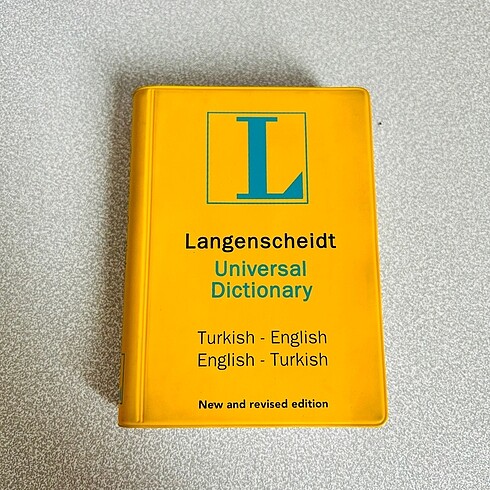 L
Langenscheidt
Universal
Dictionary
Turkish - English
English - Turkish
New and revised edition